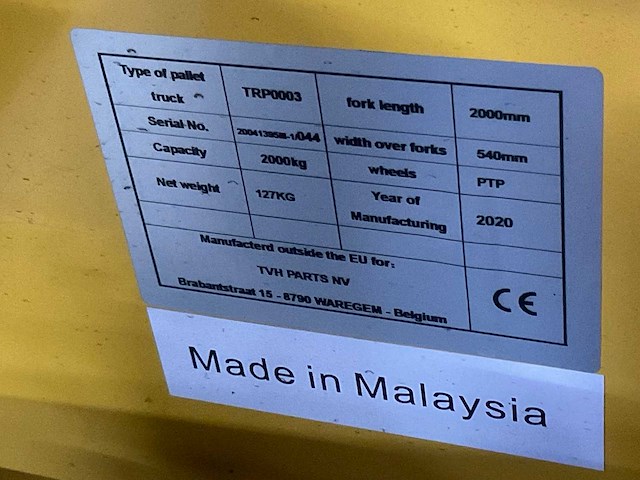 Type of pallet truck TRP0003 fork length 2000mm
Serial No. width over forks 540mm
Capacity 2000kg wheels PTP
Net weight 127KG Year of Manufacturing 2020
Manufacterd outside the EU for:
TVH PARTS NV
Brabantstraat 15 - 8790 WAREGEM - Belgium
CE
Made in Malaysia